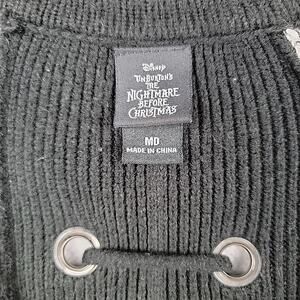 Disney
TIM BURTON'S
THE
NIGHTMARE
BEFORE
CHRISTMAS
MD
MADE IN CHINA